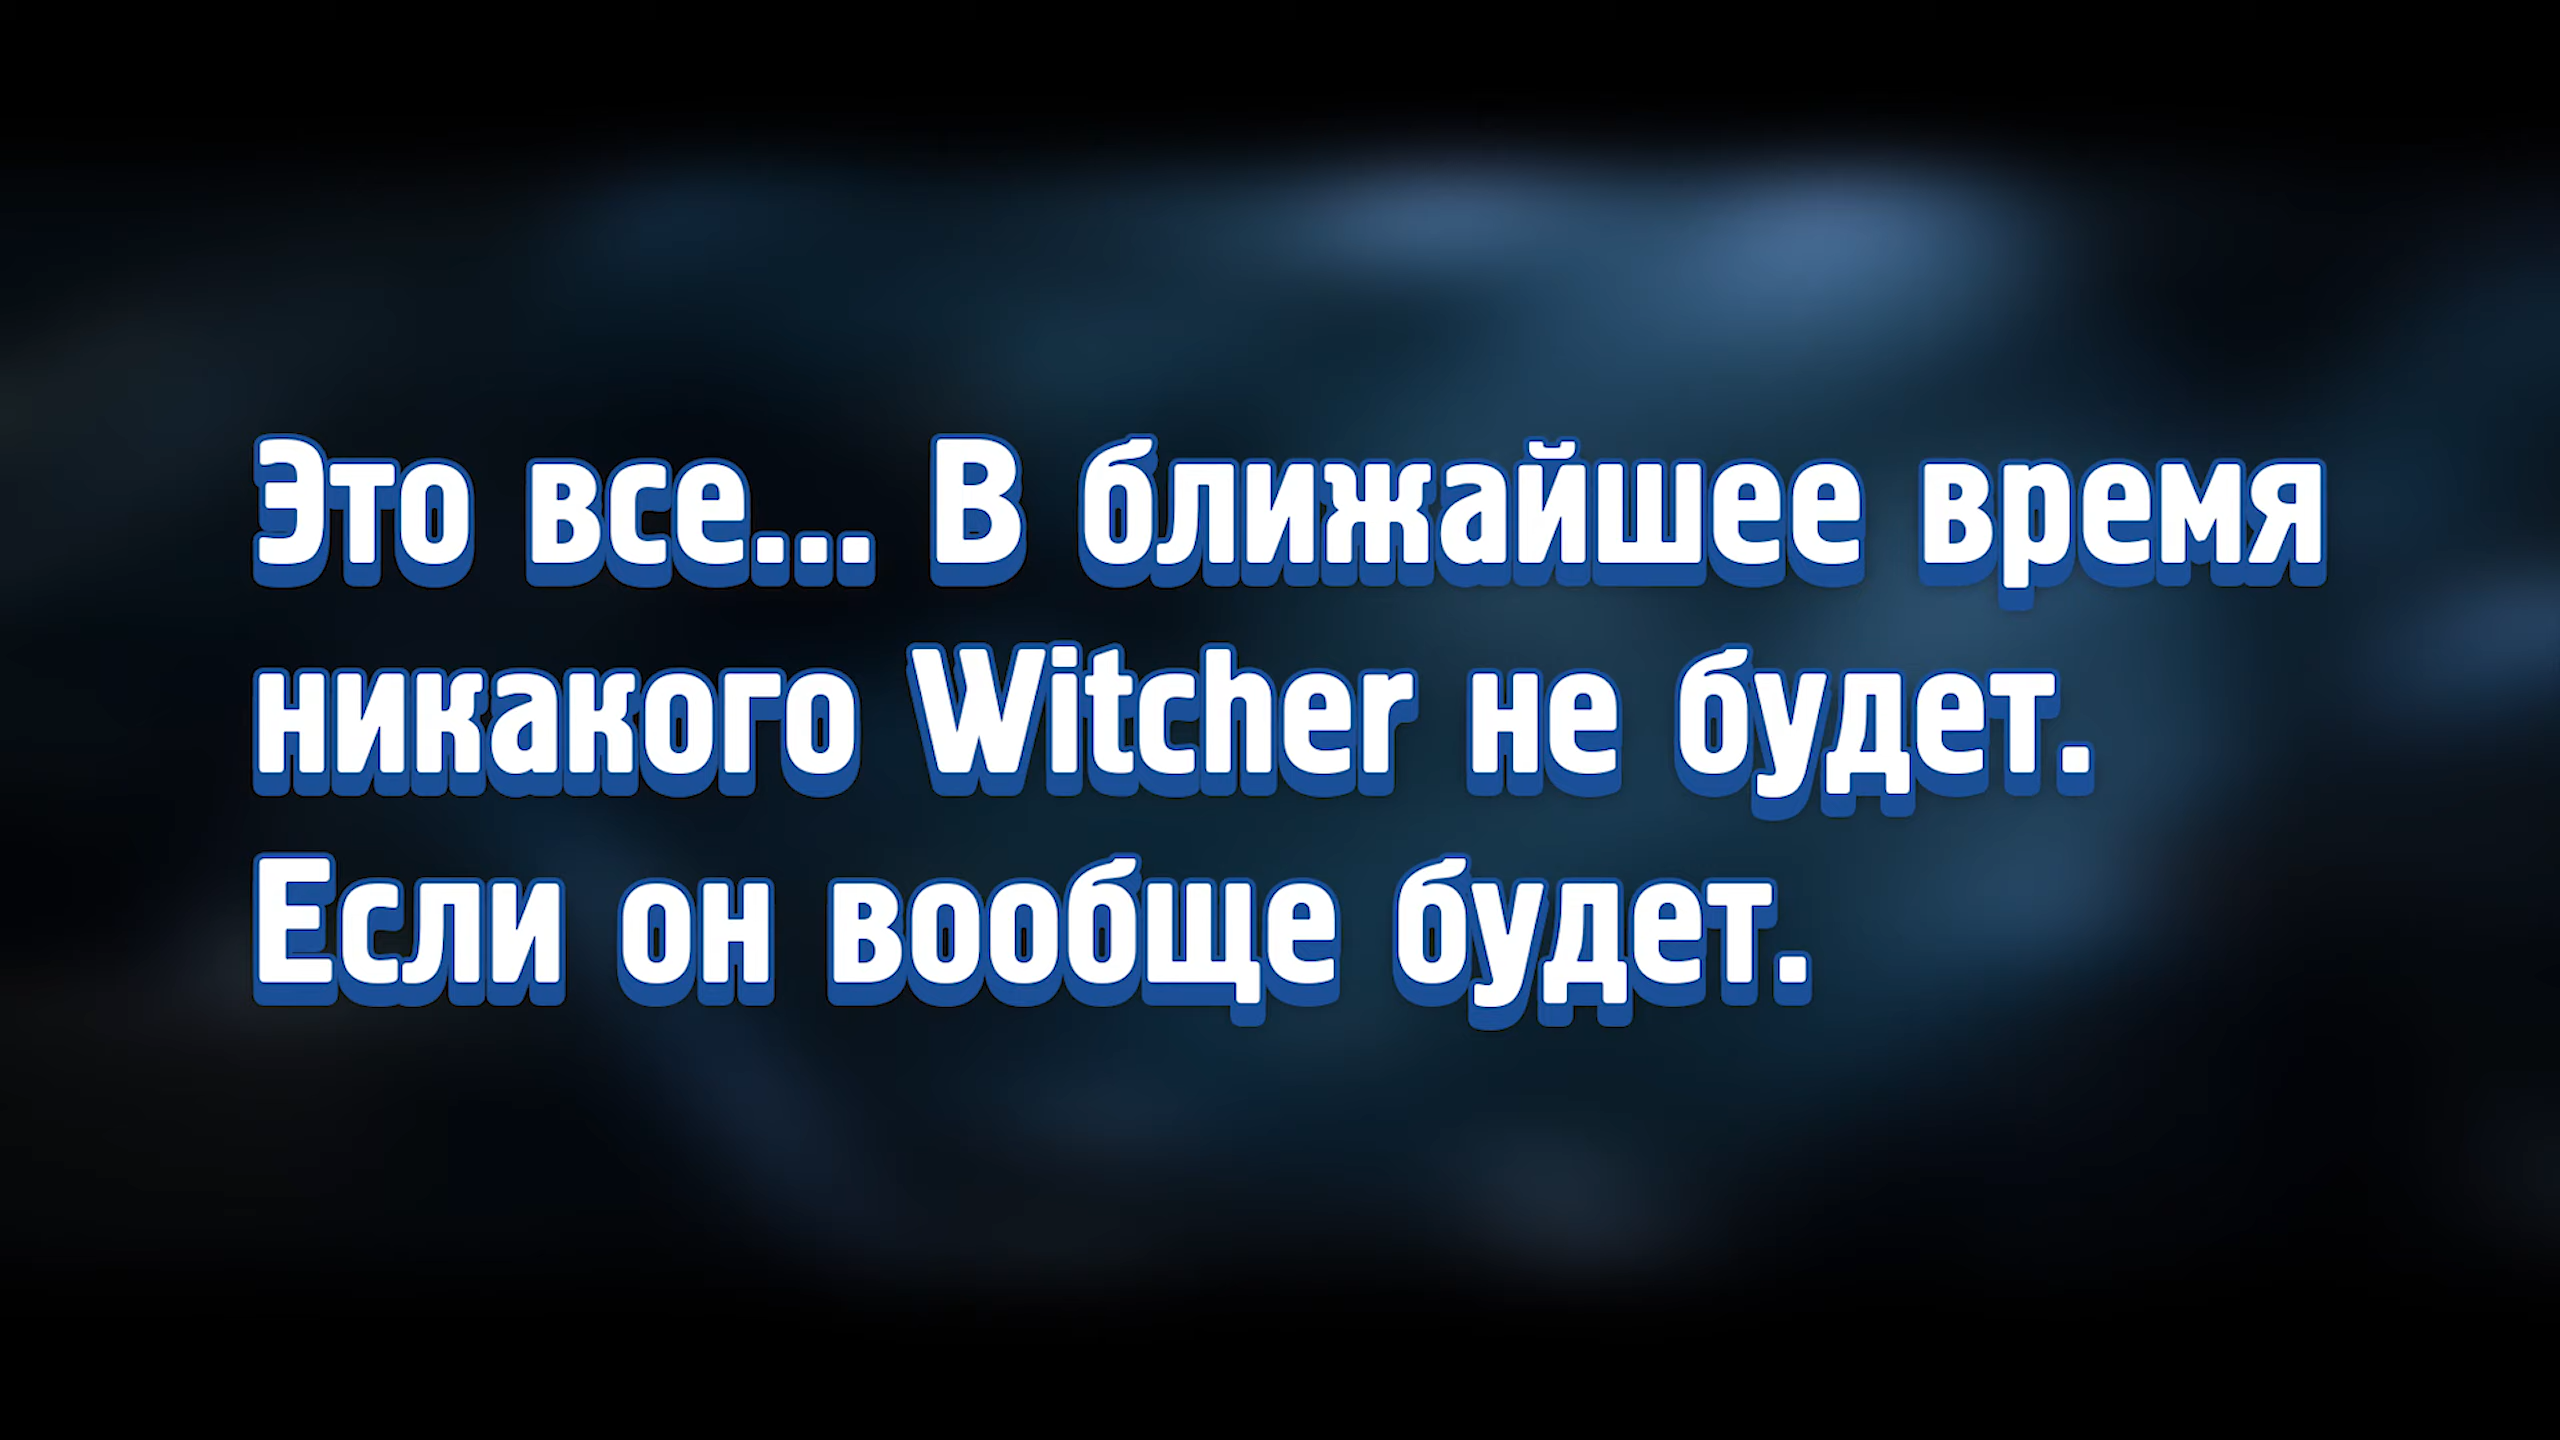 Это все... В ближайшее время
никакого Witcher не будет.
Если он вообще будет.